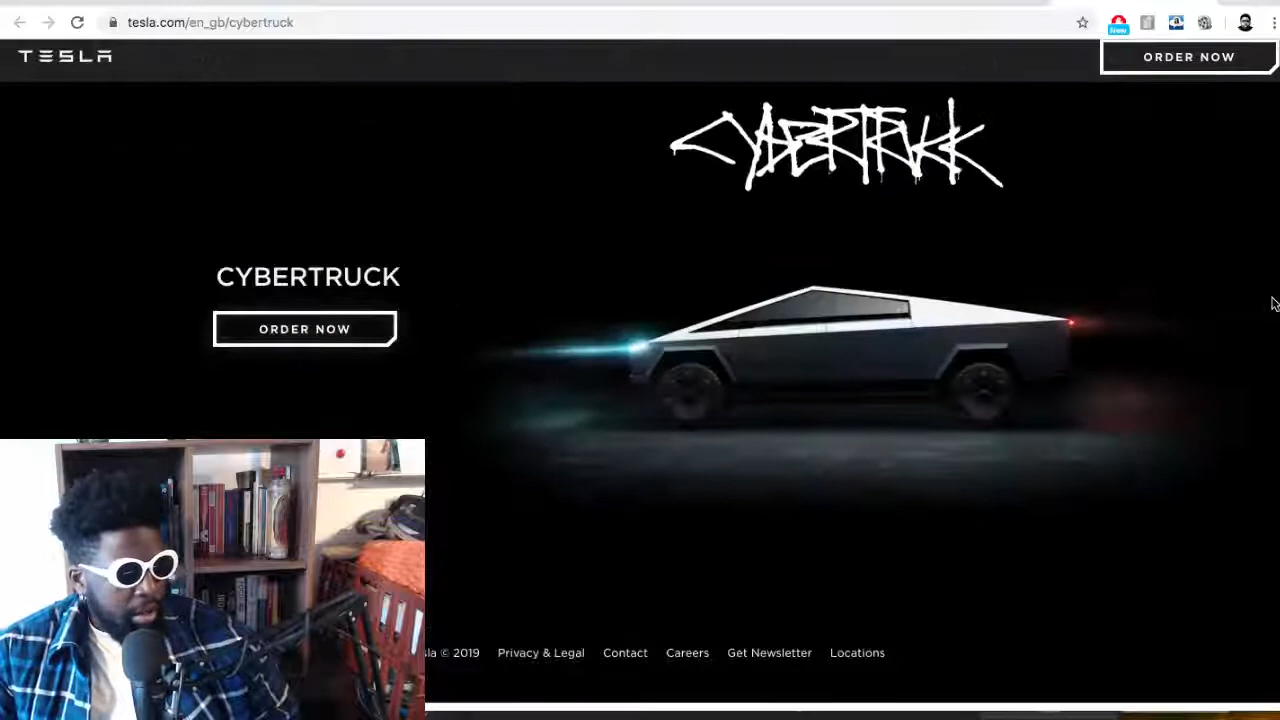 tesla.com/en_gb/cybertruck
New
TESLA
ORDER NOW
CYBERTRUCK
CYBERTRUCK
ORDER NOW
© 2019 Privacy & Legal Contact Careers Get Newsletter Locations